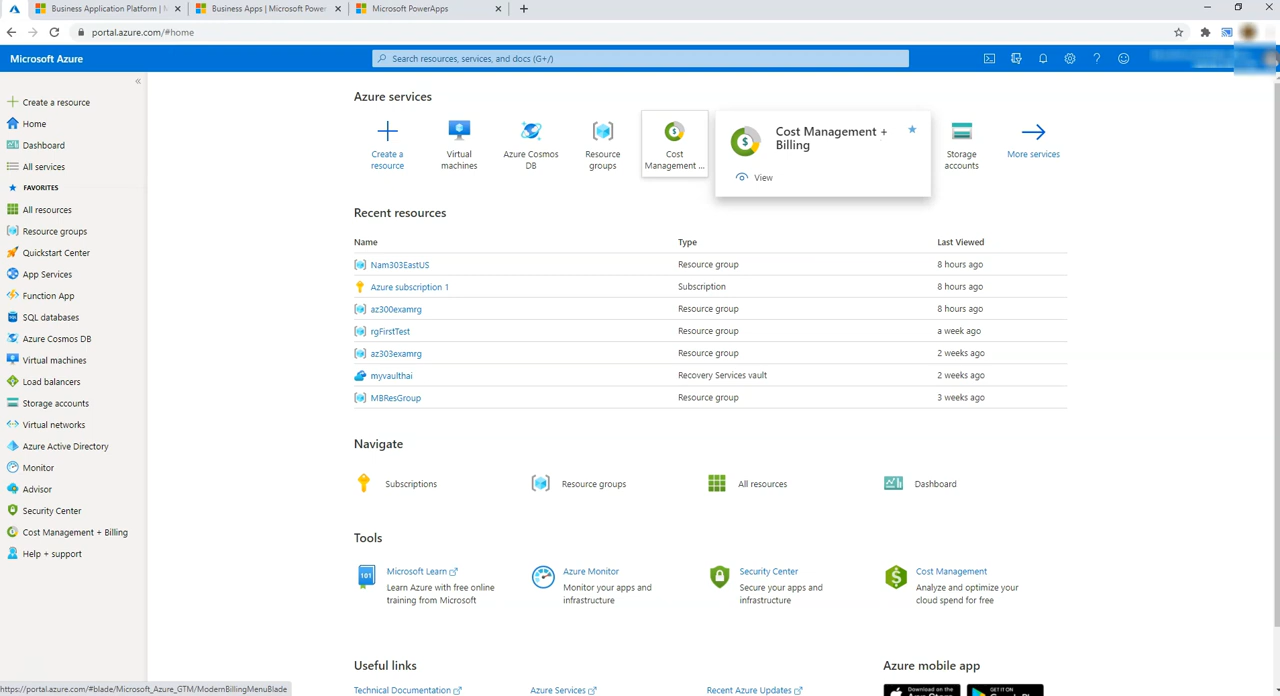 Business Application Platform | M
Business Apps | Microsoft Power
Microsoft PowerApps
portal.azure.com/#home
Microsoft Azure
Search resources, services, and docs (G+/)
Create a resource
Home
Dashboard
All services
FAVORITES
All resources
Resource groups
Quickstart Center
App Services
Function App
SQL databases
Azure Cosmos DB
Virtual machines
Load balancers
Storage accounts
Virtual networks
Azure Active Directory
Monitor
Advisor
Security Center
Cost Management + Billing
Help + support
Azure services
Create a
resource
Virtual
machines
Azure Cosmos
DB
Resource
groups
Cost
Management ...
Cost Management +
Billing
View
Storage
accounts
More services
Recent resources
Name Type Last Viewed
Nam303EastUS Resource group 8 hours ago
Azure subscription 1 Subscription 8 hours ago
az300examrg Resource group 8 hours ago
rgFirstTest Resource group a week ago
az303examrg Resource group 2 weeks ago
myvaulthai Recovery Services vault 2 weeks ago
MBResGroup Resource group 3 weeks ago
Navigate
Subscriptions Resource groups All resources Dashboard
Tools
101
Microsoft Learn
Learn Azure with free online
training from Microsoft
Azure Monitor
Monitor your apps and
infrastructure
Security Center
Secure your apps and
infrastructure
Cost Management
Analyze and optimize your
cloud spend for free
Useful links
Technical Documentation Azure Services Recent Azure Updates
Azure mobile app
Download on the
GET IT ON
https://portal.azure.com/#blade/Microsoft_Azure_GTM/ModernBillingMenuBlade